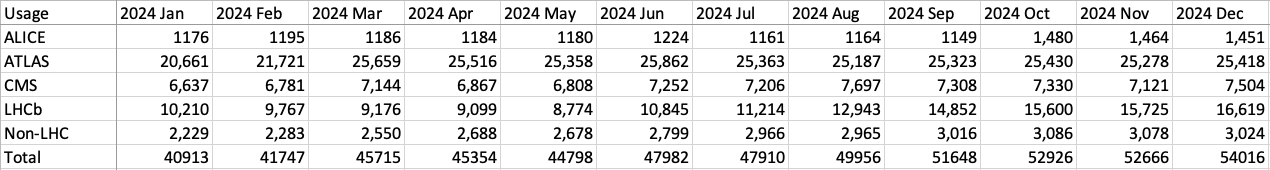 Usage 2024 Jan 2024 Feb 2024 Mar 2024 Apr 2024 May 2024 Jun 2024 Jul 2024 Aug 2024 Sep 2024 Oct 2024 Nov 2024 Dec
ALICE 1176 1195 1186 1184 1180 1224 1161 1164 1149 1,480 1,464 1,451
ATLAS 20,661 21,721 25,659 25,516 25,358 25,862 25,363 25,187 25,323 25,430 25,278 25,418
CMS 6,637 6,781 7,144 6,867 6,808 7,252 7,206 7,697 7,308 7,330 7,121 7,504
LHCb 10,210 9,767 9,176 9,099 8,774 10,845 11,214 12,943 14,852 15,600 15,725 16,619
Non-LHC 2,229 2,283 2,550 2,688 2,678 2,799 2,966 2,965 3,016 3,086 3,078 3,024
Total 40913 41747 45715 45354 44798 47982 47910 49956 51648 52926 52666 54016